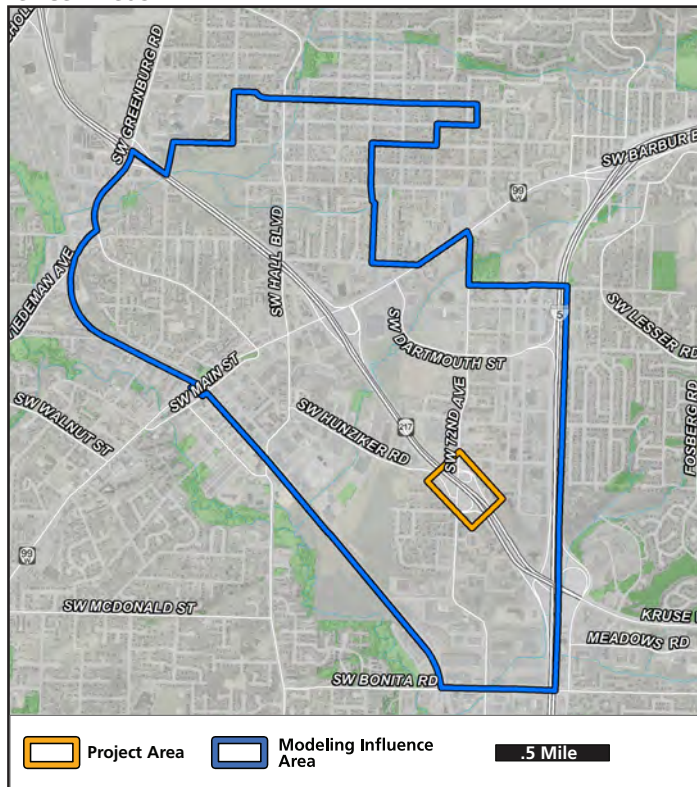 SW GREENBURG RD
SW BARBUR B
99
W
SW HALL BLVD
TIEDEMAN AVE
5
SW LESSER RD
SW
DARTMOUTH ST
SW MAIN ST
SW 72ND AVE
FOSBERG RD
SW WALNUT ST
SW HUNZIKER RD
217
99
W
SW MCDONALD ST
KRUSE
MEADOWS RD
SW BONITA RD
Project Area
Modeling Influence
Area
.5 Mile